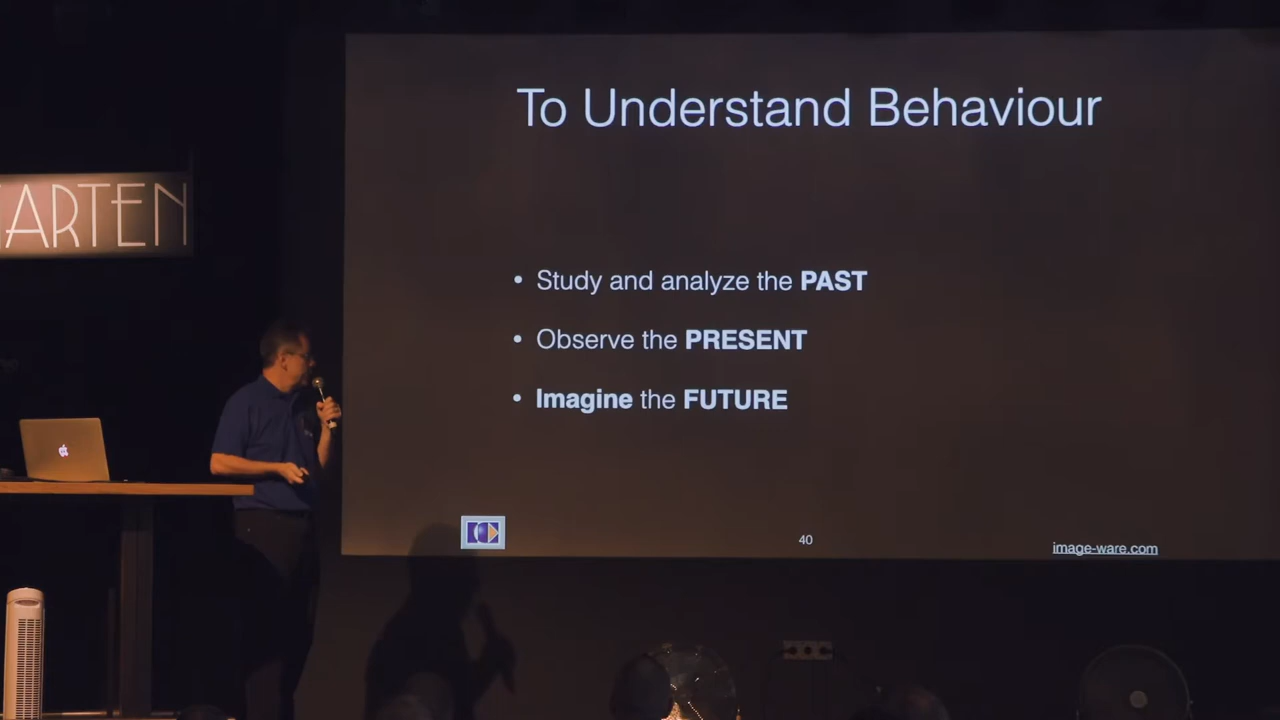 To Understand Behaviour
ARTEN
• Study and analyze the PAST
• Observe the PRESENT
• Imagine the FUTURE
40
image-ware.com